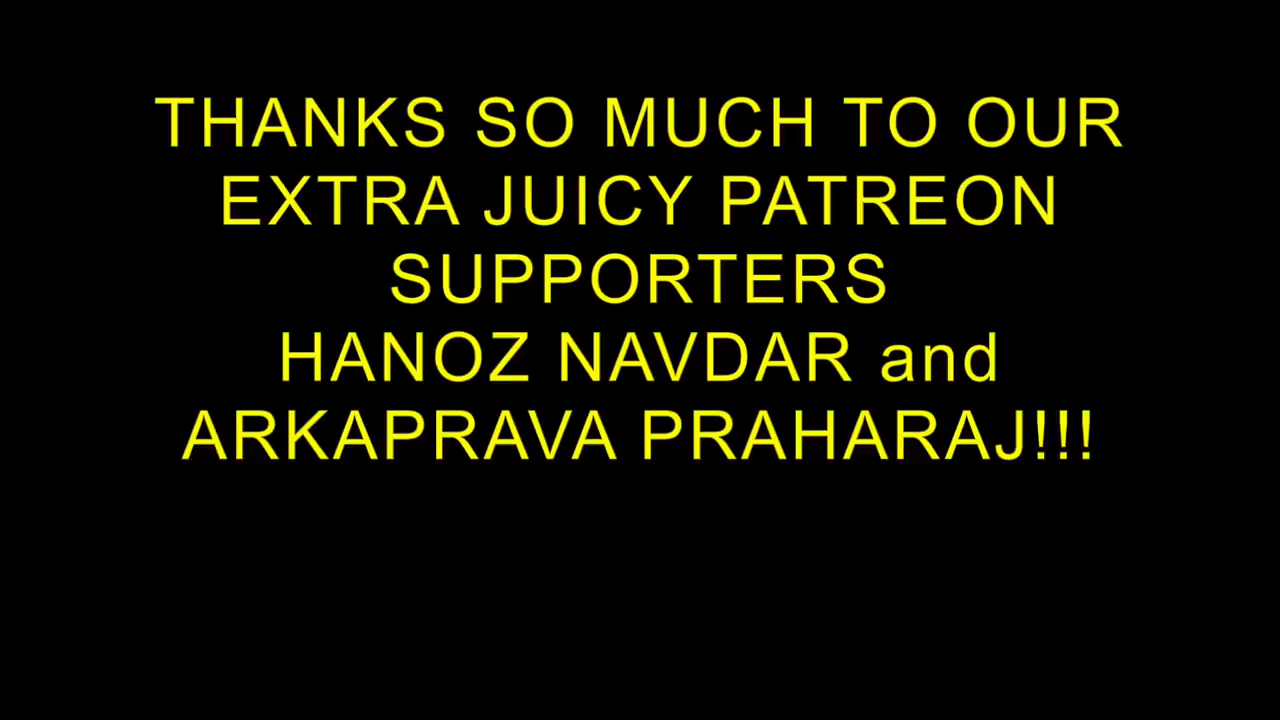 THANKS SO MUCH TO OUR
EXTRA JUICY PATREON
SUPPORTERS
HANOZ NAVDAR and
ARKAPRAVA PRAHARAJ!!!